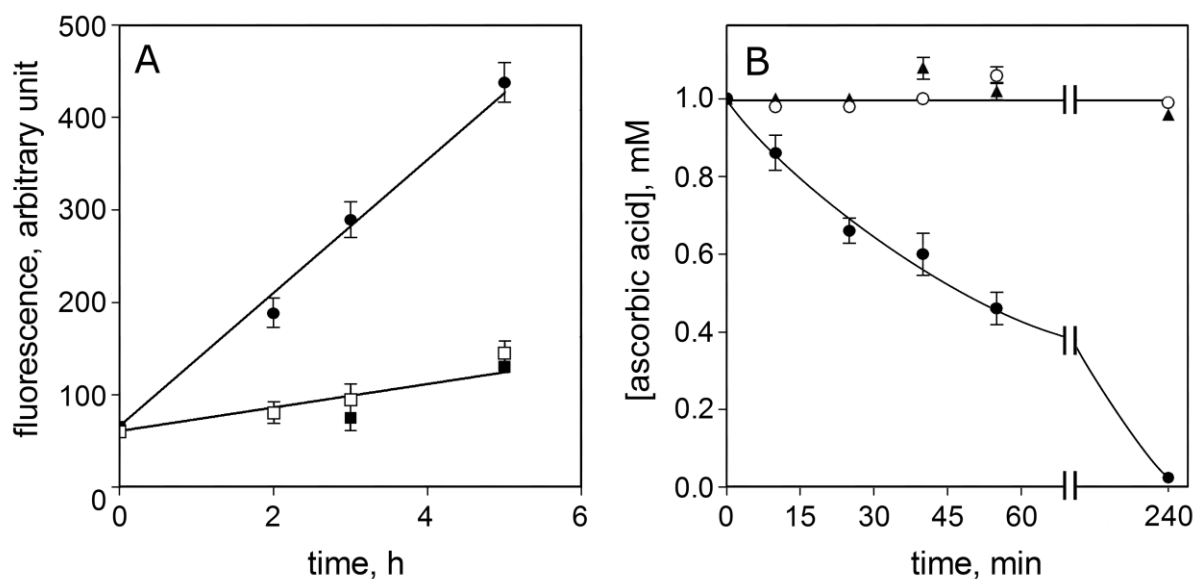 A
fluorescence, arbitrary unit
500
400
300
200
100
0
0 2 4 6
time, h
B
[ascorbic acid], mM
1.0
0.8
0.6
0.4
0.2
0.0
0 15 30 45 60 240
time, min